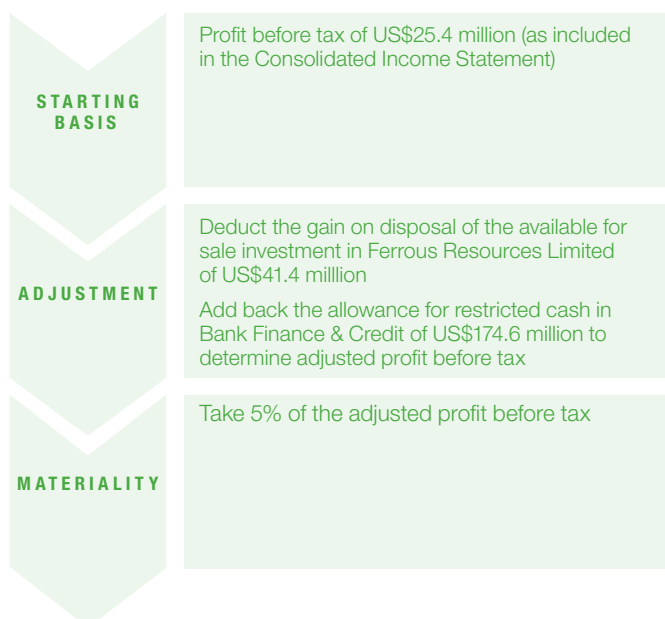 STARTING
BASIS
Profit before tax of US$25.4 million (as included
in the Consolidated Income Statement)
ADJUSTMENT
Deduct the gain on disposal of the available for
sale investment in Ferrous Resources Limited
of US$41.4 milllion
Add back the allowance for restricted cash in
Bank Finance & Credit of US$174.6 million to
determine adjusted profit before tax
MATERIALITY
Take 5% of the adjusted profit before tax